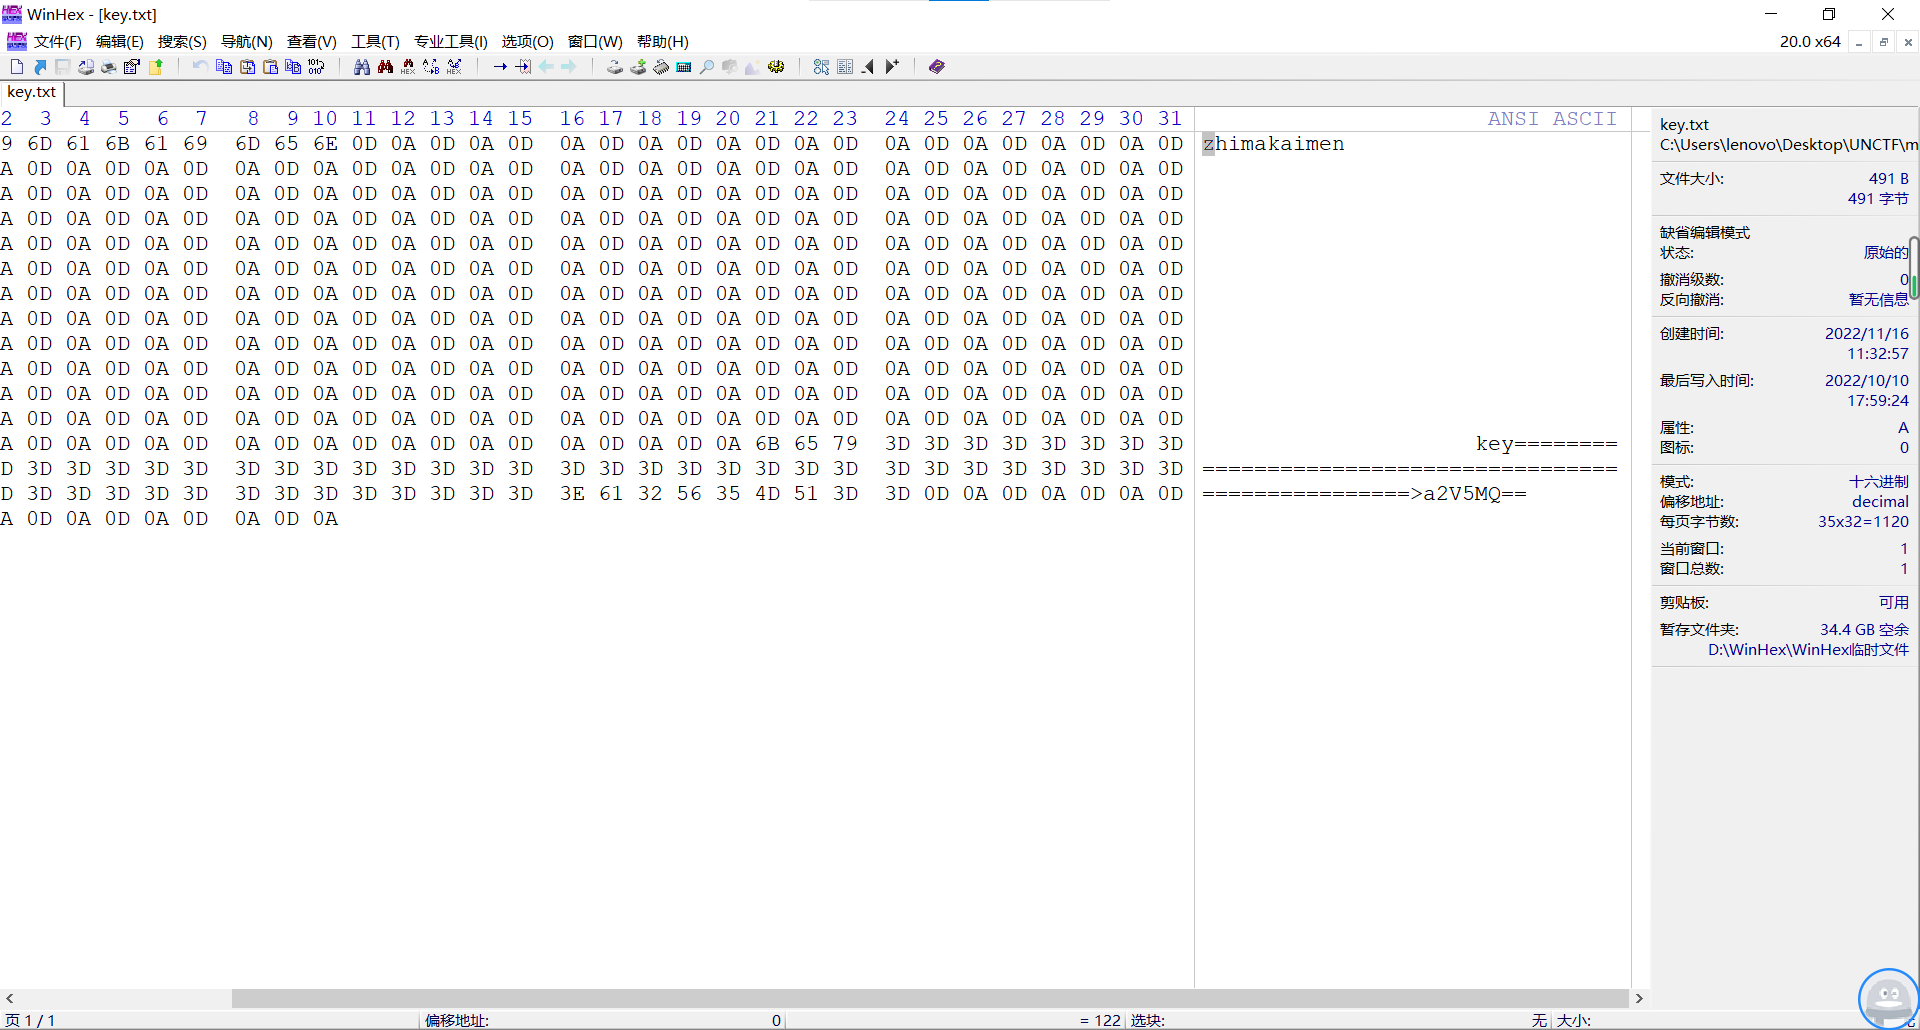 WinHex - [key.txt]
文件(F) 编辑(E) 搜索(S) 导航(N) 查看(V) 工具(T) 专业工具(I) 选项(O) 窗口(W) 帮助(H) 20.0 x64
key.txt
2 3 4 5 6 7 8 9 10 11 12 13 14 15 16 17 18 19 20 21 22 23 24 25 26 27 28 29 30 31 ANSI ASCII
9 6D 61 6B 61 69 6D 65 6E 0D 0A 0D 0A 0D 0A 0D 0A 0D 0A 0D 0A 0D 0A 0D 0A 0D 0A 0D 0A 0D zhimakaimen
A 0D 0A 0D 0A 0D 0A 0D 0A 0D 0A 0D 0A 0D 0A 0D 0A 0D 0A 0D 0A 0D 0A 0D 0A 0D 0A 0D 0A 0D
A 0D 0A 0D 0A 0D 0A 0D 0A 0D 0A 0D 0A 0D 0A 0D 0A 0D 0A 0D 0A 0D 0A 0D 0A 0D 0A 0D 0A 0D
A 0D 0A 0D 0A 0D 0A 0D 0A 0D 0A 0D 0A 0D 0A 0D 0A 0D 0A 0D 0A 0D 0A 0D 0A 0D 0A 0D 0A 0D
A 0D 0A 0D 0A 0D 0A 0D 0A 0D 0A 0D 0A 0D 0A 0D 0A 0D 0A 0D 0A 0D 0A 0D 0A 0D 0A 0D 0A 0D
A 0D 0A 0D 0A 0D 0A 0D 0A 0D 0A 0D 0A 0D 0A 0D 0A 0D 0A 0D 0A 0D 0A 0D 0A 0D 0A 0D 0A 0D
A 0D 0A 0D 0A 0D 0A 0D 0A 0D 0A 0D 0A 0D 0A 0D 0A 0D 0A 0D 0A 0D 0A 0D 0A 0D 0A 0D 0A 0D
A 0D 0A 0D 0A 0D 0A 0D 0A 0D 0A 0D 0A 0D 0A 0D 0A 0D 0A 0D 0A 0D 0A 0D 0A 0D 0A 0D 0A 0D
A 0D 0A 0D 0A 0D 0A 0D 0A 0D 0A 0D 0A 0D 0A 0D 0A 0D 0A 0D 0A 0D 0A 0D 0A 0D 0A 0D 0A 0D
A 0D 0A 0D 0A 0D 0A 0D 0A 0D 0A 0D 0A 0D 0A 0D 0A 0D 0A 0D 0A 0D 0A 0D 0A 0D 0A 0D 0A 0D
A 0D 0A 0D 0A 0D 0A 0D 0A 0D 0A 0D 0A 0D 0A 0D 0A 0D 0A 0D 0A 0D 0A 0D 0A 0D 0A 0D 0A 0D
A 0D 0A 0D 0A 0D 0A 0D 0A 0D 0A 0D 0A 0D 0A 0D 0A 0D 0A 0D 0A 0D 0A 0D 0A 0D 0A 0D 0A 0D
A 0D 0A 0D 0A 0D 0A 0D 0A 0D 0A 0D 0A 0D 0A 0D 0A 0D 0A 6B 65 79 3D 3D 3D 3D 3D 3D 3D 3D key========
D 3D 3D 3D 3D 3D 3D 3D 3D 3D 3D 3D 3D 3D 3D 3D 3D 3D 3D 3D 3D 3D 3D 3D 3D 3D 3D 3D 3D 3D ================================
D 3D 3D 3D 3D 3D 3D 3D 3D 3D 3D 3D 3D 3D 3E 61 32 56 35 4D 51 3D 3D 0D 0A 0D 0A 0D 0A 0D ================>a2V5MQ==
A 0D 0A 0D 0A 0D 0A 0D 0A
key.txt
C:\Users\lenovo\Desktop\UNCTF\m
文件大小: 491 B
491 字节
缺省编辑模式
状态: 原始的
撤消级数: 0
反向撤消: 暂无信息
创建时间: 2022/11/16
11:32:57
最后写入时间: 2022/10/10
17:59:24
属性: A
图标: 0
模式: 十六进制
偏移地址: decimal
每页字节数: 35x32=1120
当前窗口: 1
窗口总数: 1
剪贴板: 可用
暂存文件夹: 34.4 GB 空余
D:\WinHex\WinHex临时文件
页 1 / 1 偏移地址: 0 = 122 选块: 无 大小: